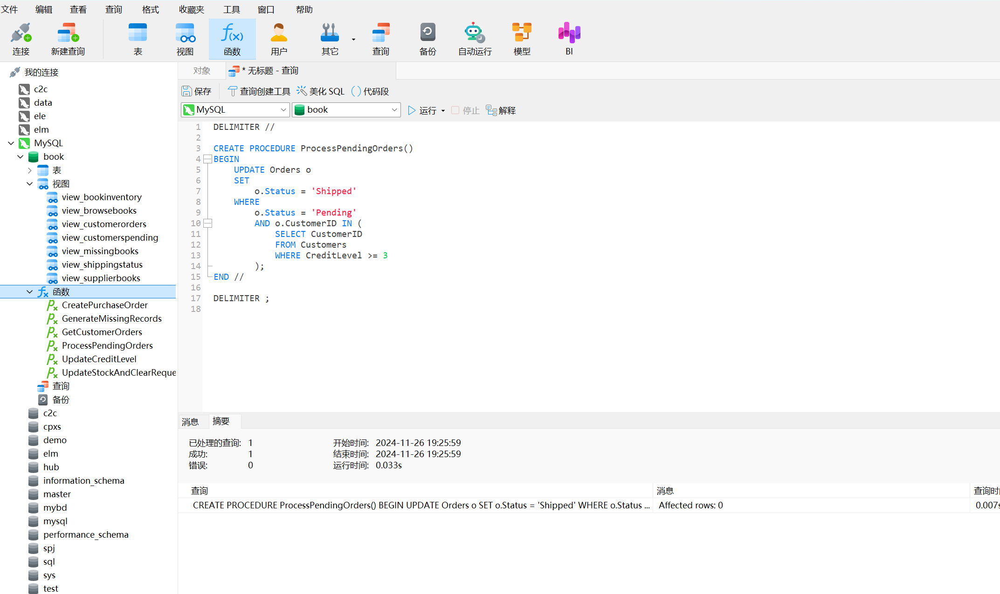 文件 编辑 查看 查询 格式 收藏夹 工具 窗口 帮助
连接 新建查询 表 视图 函数 用户 其它 查询 备份 自动运行 模型 BI
f(x)
我的连接
c2c
data
ele
elm
MySQL
book
表
视图
view_bookinventory
view_browsebooks
view_customerorders
view_customerspending
view_missingbooks
view_shippingstatus
view_supplierbooks
函数
CreatePurchaseOrder
GenerateMissingRecords
GetCustomerOrders
ProcessPendingOrders
UpdateCreditLevel
UpdateStockAndClearReque
查询
备份
c2c
cpxs
demo
elm
hub
information_schema
master
mybd
mysql
performance_schema
spj
sql
sys
test
对象 * 无标题 - 查询
保存 查询创建工具 美化 SQL () 代码段
MySQL book 运行 停止 解释
1 DELIMITER //
2
3 CREATE PROCEDURE ProcessPendingOrders()
4 BEGIN
5 UPDATE Orders o
6 SET
7 o.Status = 'Shipped'
8 WHERE
9 o.Status = 'Pending'
10 AND o.CustomerID IN (
11 SELECT CustomerID
12 FROM Customers
13 WHERE CreditLevel >= 3
14 );
15 END //
16
17 DELIMITER ;
18
消息 摘要
已处理的查询: 1 开始时间: 2024-11-26 19:25:59
成功: 1 结束时间: 2024-11-26 19:25:59
错误: 0 运行时间: 0.033s
查询 消息 查询时
CREATE PROCEDURE ProcessPendingOrders() BEGIN UPDATE Orders o SET o.Status = 'Shipped' WHERE o.Status ... Affected rows: 0 0.007s